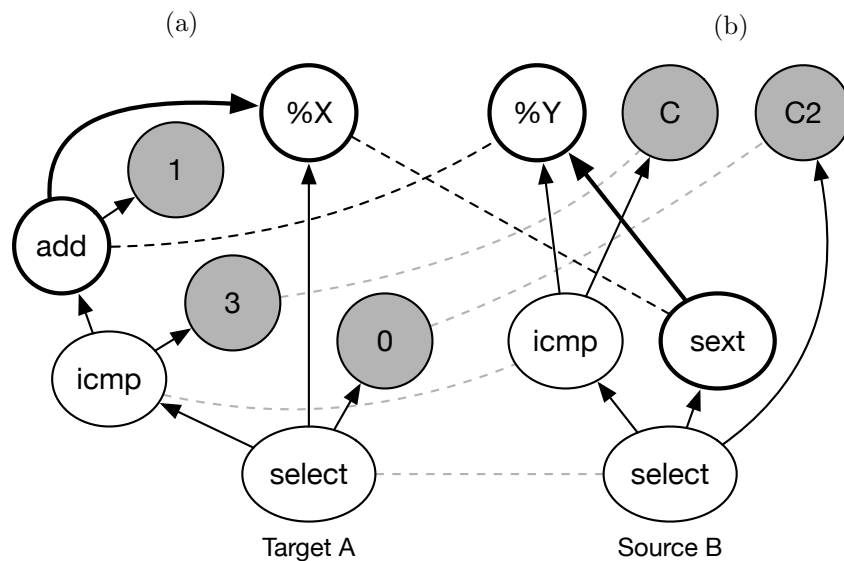 (a) (b)
%X %Y C C2
1
add
3
0
icmp icmp sext
select select
Target A Source B